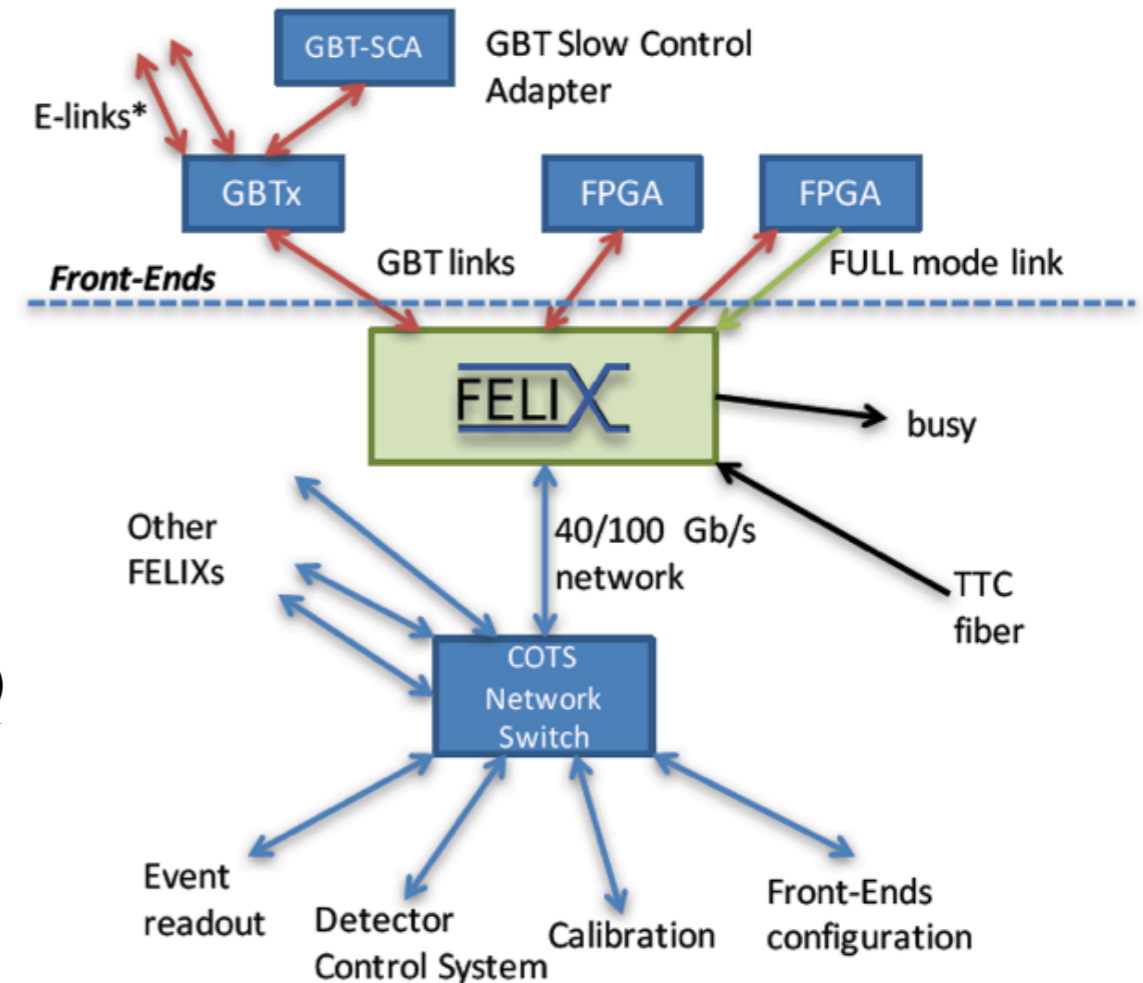 GBT-SCA
GBT Slow Control
Adapter
E-links*
GBTx
FPGA
FPGA
GBT links
FULL mode link
Front-Ends
FELIX
busy
Other
FELIXs
40/100 Gb/s
network
TTC
fiber
)
COTS
Network
Switch
Event
readout
Detector
Control System
Calibration
Front-Ends
configuration